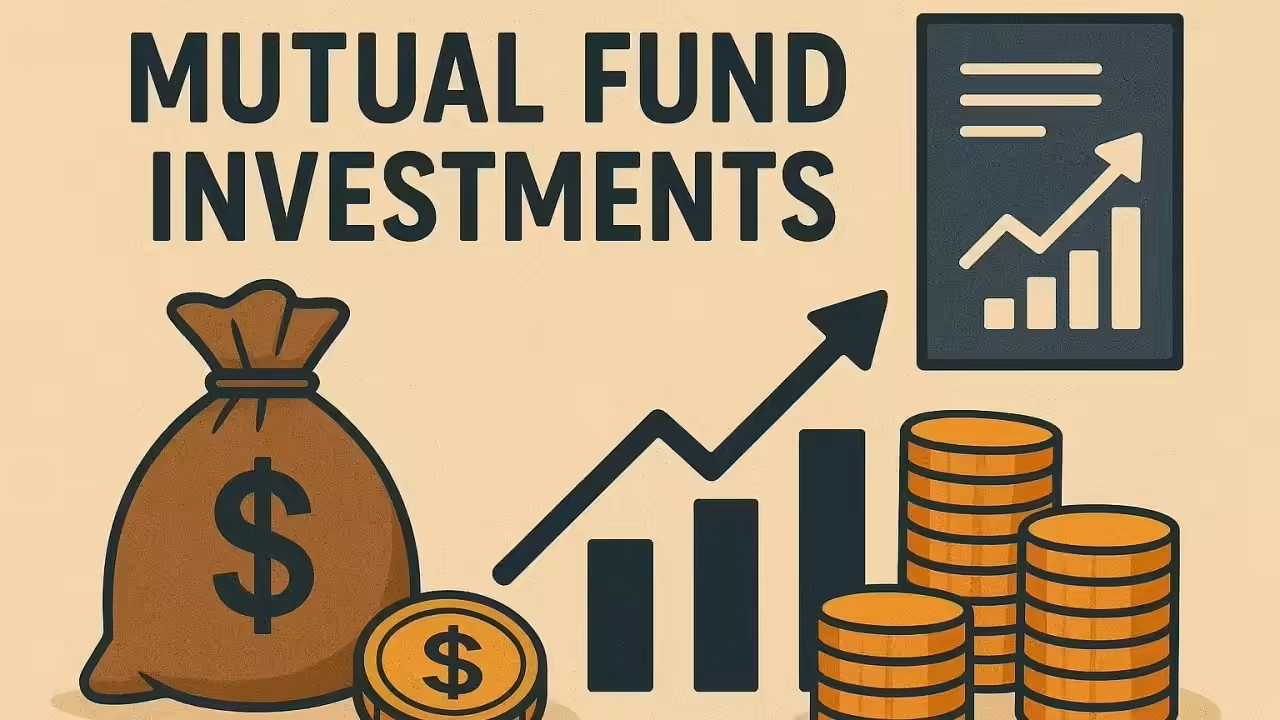 MUTUAL FUND
INVESTMENTS
$
$